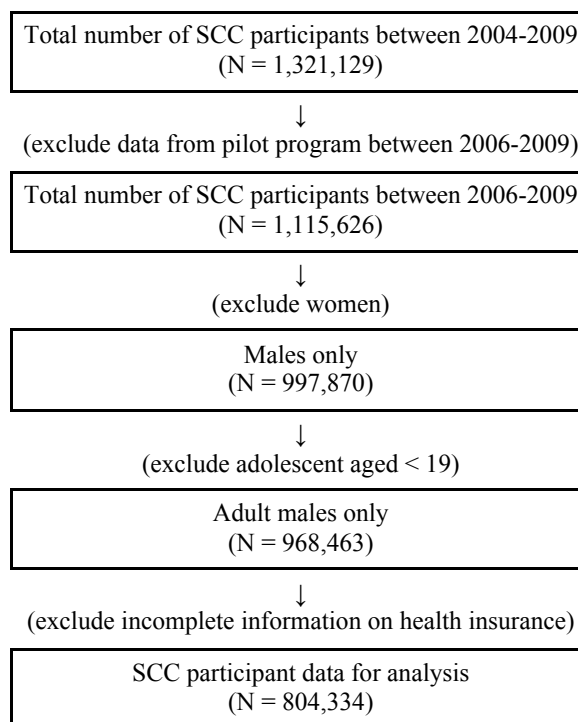 Total number of SCC participants between 2004-2009
(N = 1,321,129)
↓
(exclude data from pilot program between 2006-2009)
Total number of SCC participants between 2006-2009
(N = 1,115,626)
↓
(exclude women)
Males only
(N = 997,870)
↓
(exclude adolescent aged < 19)
Adult males only
(N = 968,463)
↓
(exclude incomplete information on health insurance)
SCC participant data for analysis
(N = 804,334)